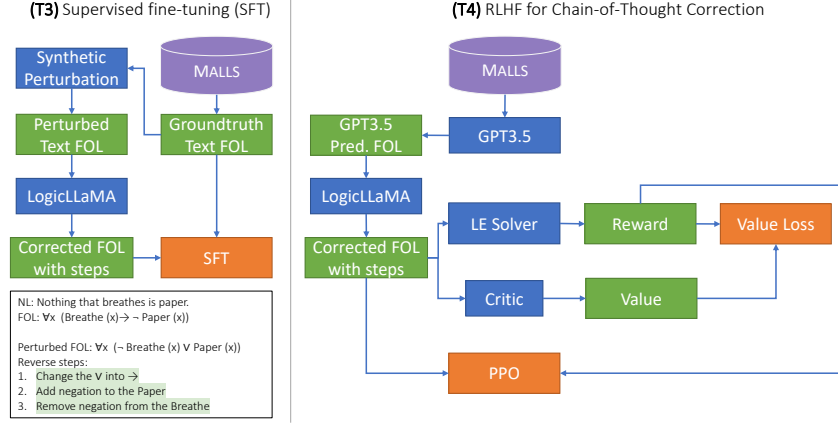 (T3) Supervised fine-tuning (SFT)
Synthetic
Perturbation
MALLS
Perturbed
Text FOL
Groundtruth
Text FOL
LogicLLaMA
Corrected FOL
with steps
SFT
NL: Nothing that breathes is paper.
FOL: ∀x (Breathe (x)→ ¬ Paper (x))
Perturbed FOL: ∀x (¬ Breathe (x) ∨ Paper (x))
Reverse steps:
1. Change the ∨ into →
2. Add negation to the Paper
3. Remove negation from the Breathe
(T4) RLHF for Chain-of-Thought Correction
MALLS
GPT3.5
Pred. FOL
GPT3.5
LogicLLaMA
LE Solver
Reward
Value Loss
Corrected FOL
with steps
Critic
Value
PPO